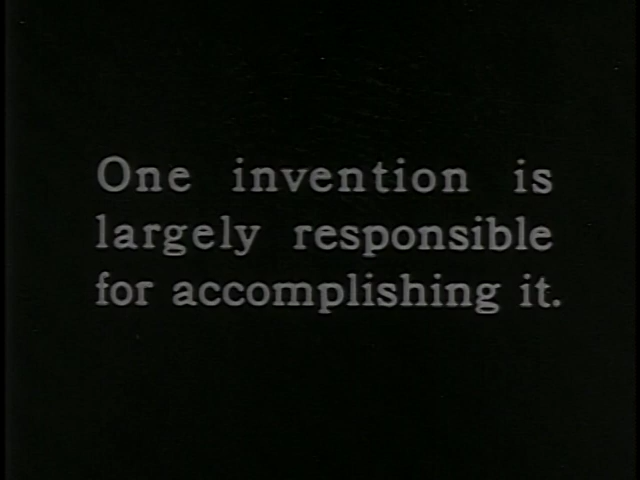 One invention is
largely responsible
for accomplishing it.